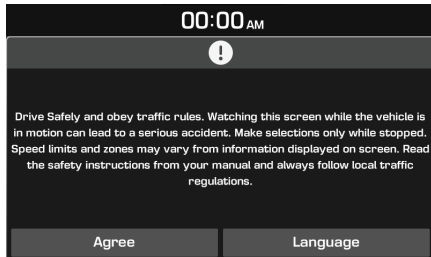 00:00 AM
!
Drive Safely and obey traffic rules. Watching this screen while the vehicle is
in motion can lead to a serious accident. Make selections only while stopped.
Speed limits and zones may vary from information displayed on screen. Read
the safety instructions from your manual and always follow local traffic
regulations.
Agree
Language